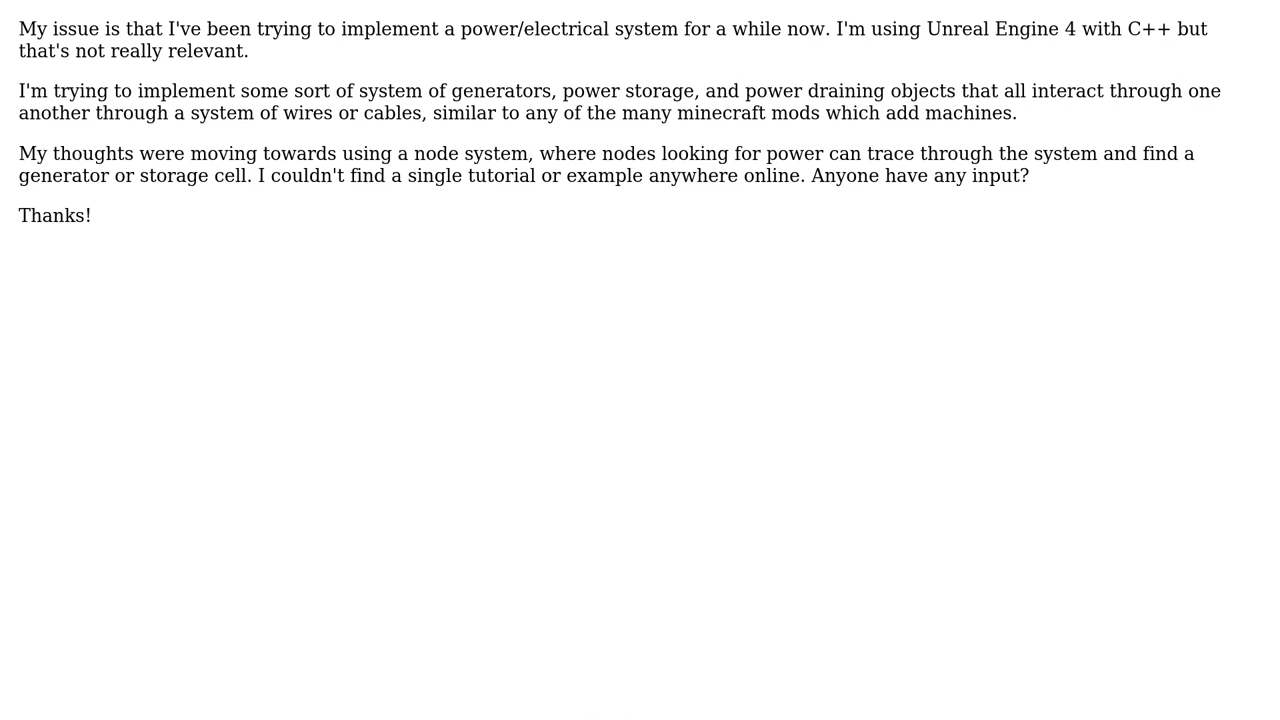 My issue is that I've been trying to implement a power/electrical system for a while now. I'm using Unreal Engine 4 with C++ but
that's not really relevant.
I'm trying to implement some sort of system of generators, power storage, and power draining objects that all interact through one
another through a system of wires or cables, similar to any of the many minecraft mods which add machines.
My thoughts were moving towards using a node system, where nodes looking for power can trace through the system and find a
generator or storage cell. I couldn't find a single tutorial or example anywhere online. Anyone have any input?
Thanks!